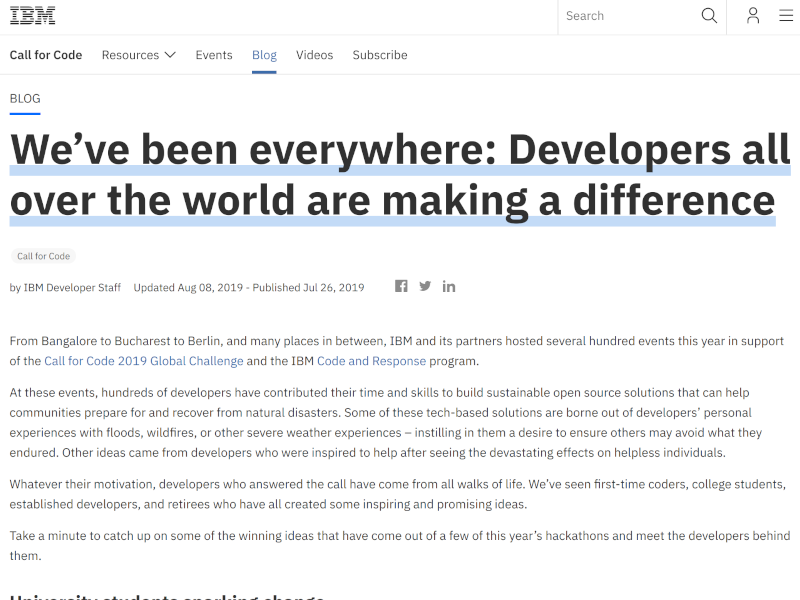 IBM
Search
Call for Code Resources Events Blog Videos Subscribe
BLOG
We’ve been everywhere: Developers all
over the world are making a difference
Call for Code
by IBM Developer Staff Updated Aug 08, 2019 - Published Jul 26, 2019
From Bangalore to Bucharest to Berlin, and many places in between, IBM and its partners hosted several hundred events this year in support
of the Call for Code 2019 Global Challenge and the IBM Code and Response program.
At these events, hundreds of developers have contributed their time and skills to build sustainable open source solutions that can help
communities prepare for and recover from natural disasters. Some of these tech-based solutions are borne out of developers’ personal
experiences with floods, wildfires, or other severe weather experiences – instilling in them a desire to ensure others may avoid what they
endured. Other ideas came from developers who were inspired to help after seeing the devastating effects on helpless individuals.
Whatever their motivation, developers who answered the call have come from all walks of life. We’ve seen first-time coders, college students,
established developers, and retirees who have all created some inspiring and promising ideas.
Take a minute to catch up on some of the winning ideas that have come out of a few of this year’s hackathons and meet the developers behind
them.
University students sparking change